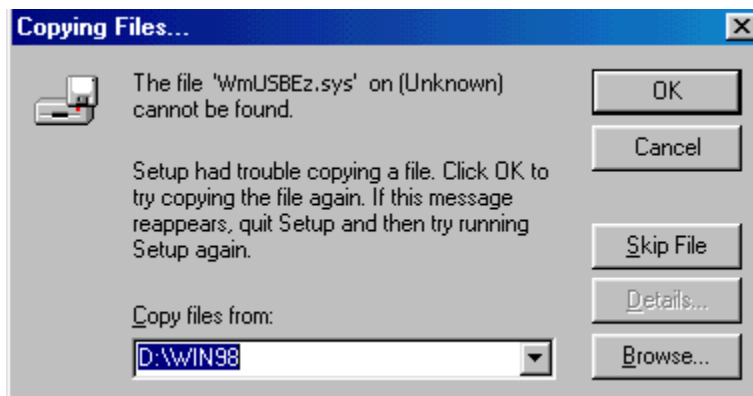 Copying Files...
The file 'WmUSBEz.sys' on (Unknown)
cannot be found.
Setup had trouble copying a file. Click OK to
try copying the file again. If this message
reappears, quit Setup and then try running
Setup again.
Copy files from:
D:\WIN98
OK
Cancel
Skip File
Details...
Browse...